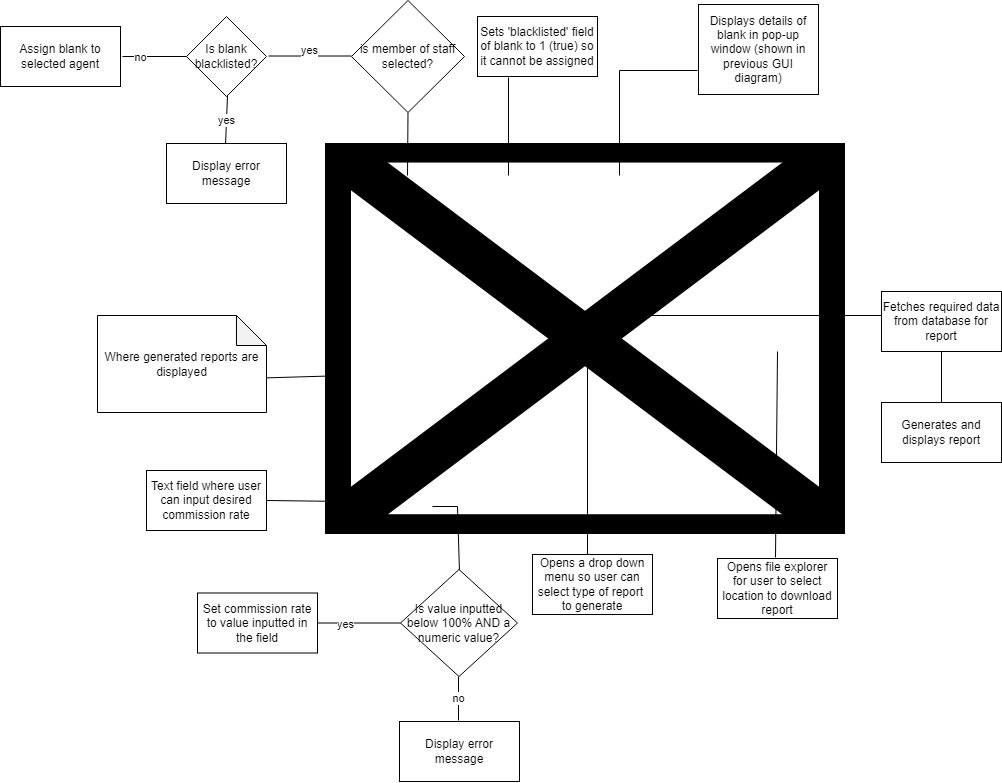 Assign blank to
selected agent
no
Is blank
blacklisted?
yes
is member of staff
selected?
Sets 'blacklisted' field
of blank to 1 (true) so
it cannot be assigned
Displays details of
blank in pop-up
window (shown in
previous GUI
diagram)
yes
Display error
message
Where generated reports are
displayed
Fetches required data
from database for
report
Generates and
displays report
Text field where user
can input desired
commission rate
Set commission rate
to value inputted in
the field
yes
Is value inputted
below 100% AND a
numeric value?
Opens a drop down
menu so user can
select type of report
to generate
Opens file explorer
for user to select
location to download
report
no
Display error
message